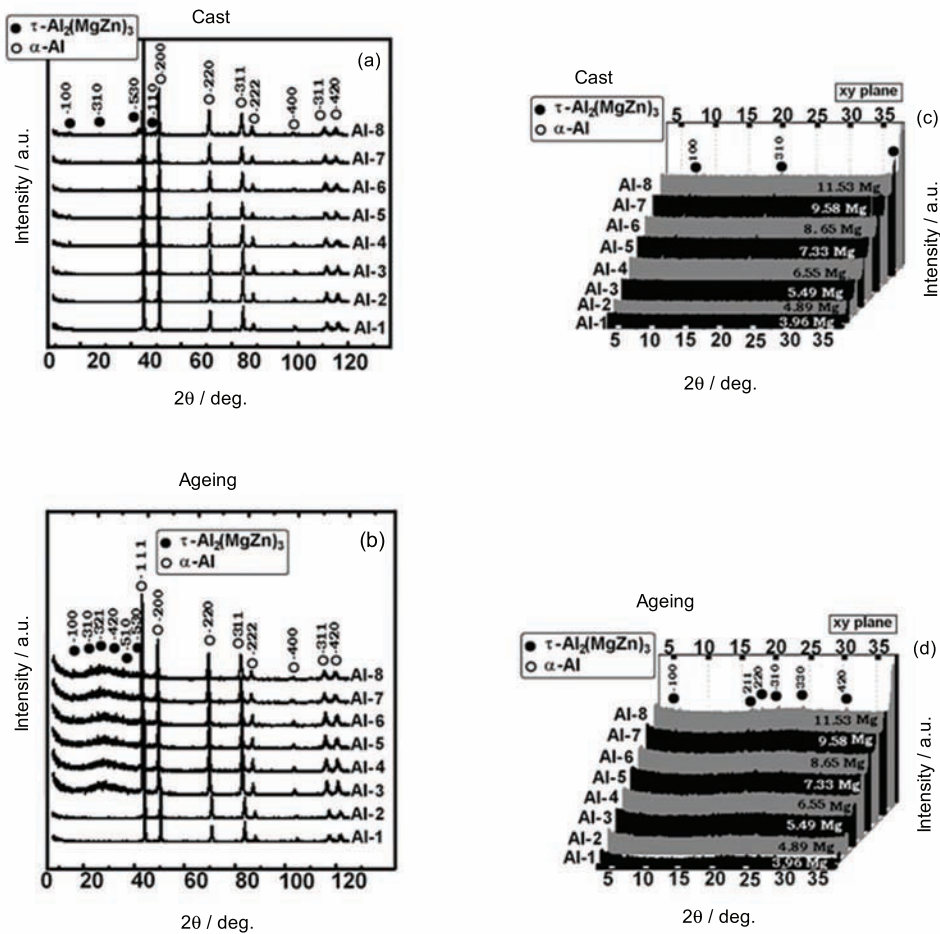 Cast
τ-Al₂(MgZn)₃
α-Al
(a)
-100
-310
-530
-110
-200
-220
-311
-222
-400
-311
-420
Al-8
Al-7
Al-6
Al-5
Al-4
Al-3
Al-2
Al-1
Intensity / a.u.
0 20 40 60 80 100 120
2θ / deg.
Cast
τ-Al₂(MgZn)₃
α-Al
xy plane
(c)
5 10 15 20 25 30 35
100
310
Al-8 11.53 Mg
Al-7 9.58 Mg
Al-6 8.65 Mg
Al-5 7.33 Mg
Al-4 6.55 Mg
Al-3 5.49 Mg
Al-2 4.89 Mg
Al-1 3.96 Mg
5 10 15 20 25 30 35
Intensity / a.u.
2θ / deg.
Ageing
(b)
τ-Al₂(MgZn)₃
α-Al
-100
-310
-321
-420
-510
-530
-111
-200
-220
311
-222
-400
-311
-420
Al-8
Al-7
Al-6
Al-5
Al-4
Al-3
Al-2
Al-1
Intensity / a.u.
0 20 40 60 80 100 120
2θ / deg.
Ageing
τ-Al₂(MgZn)₃
α-Al
xy plane
(d)
5 10 15 20 25 30 35
-100
211
220
-310
-330
-420
Al-8 11.53 Mg
Al-7 9.58 Mg
Al-6 8.65 Mg
Al-5 7.33 Mg
Al-4 6.55 Mg
Al-3 5.49 Mg
Al-2 4.89 Mg
Al-1 3.96 Mg
5 10 15 20 25 30 35
Intensity / a.u.
2θ / deg.